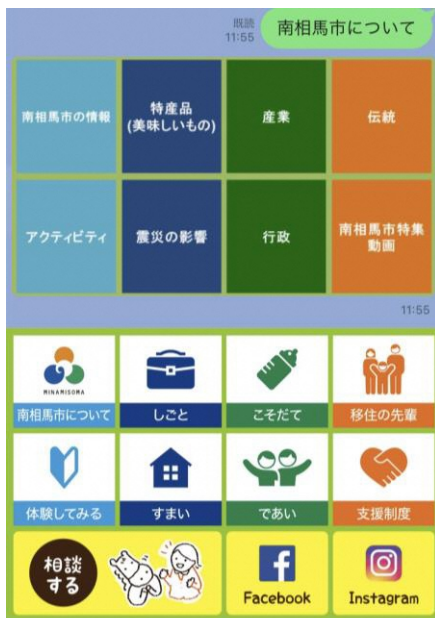 既読
11:55
南相馬市について
南相馬市の情報
特産品
(美味しいもの)
産業
伝統
アクティビティ
震災の影響
行政
南相馬市特集
動画
11:55
MINAMISOMA
南相馬市について
しごと
こそだて
移住の先輩
体験してみる
すまい
であい
支援制度
相談
する
Facebook
Instagram